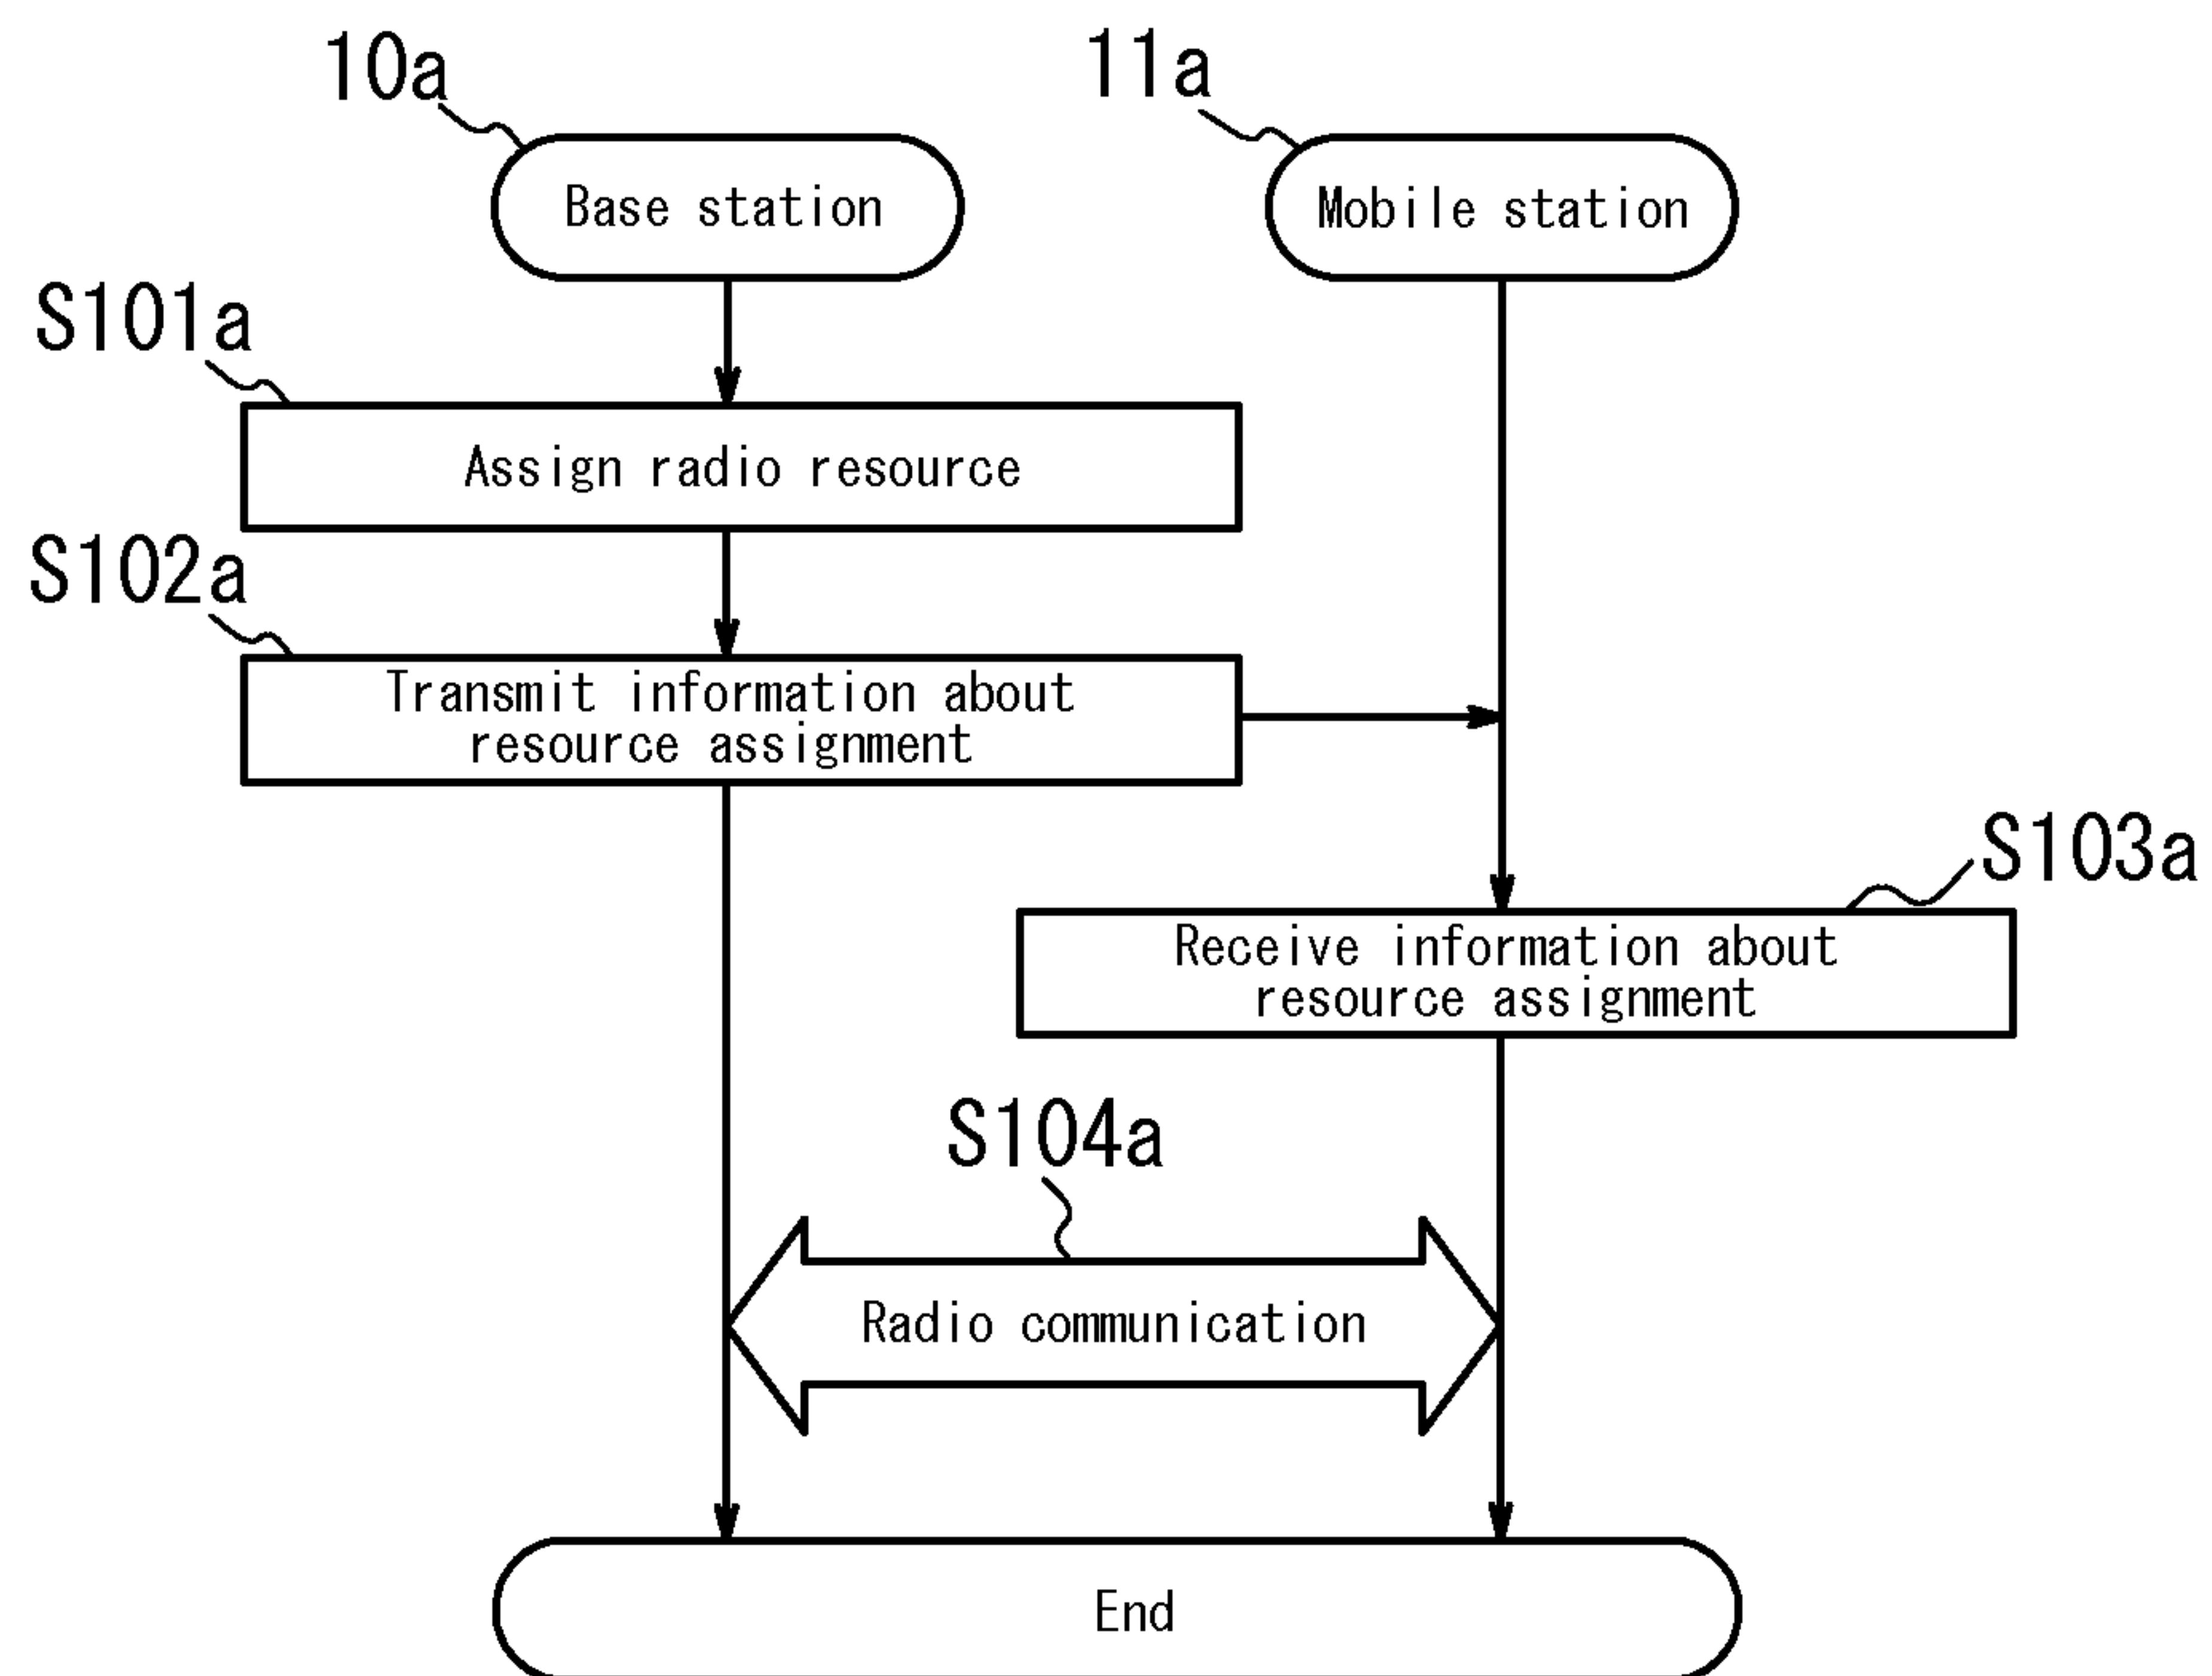 10a
11a
Base station
Mobile station
S101a
Assign radio resource
S102a
Transmit information about
resource assignment
S103a
Receive information about
resource assignment
S104a
Radio communication
End